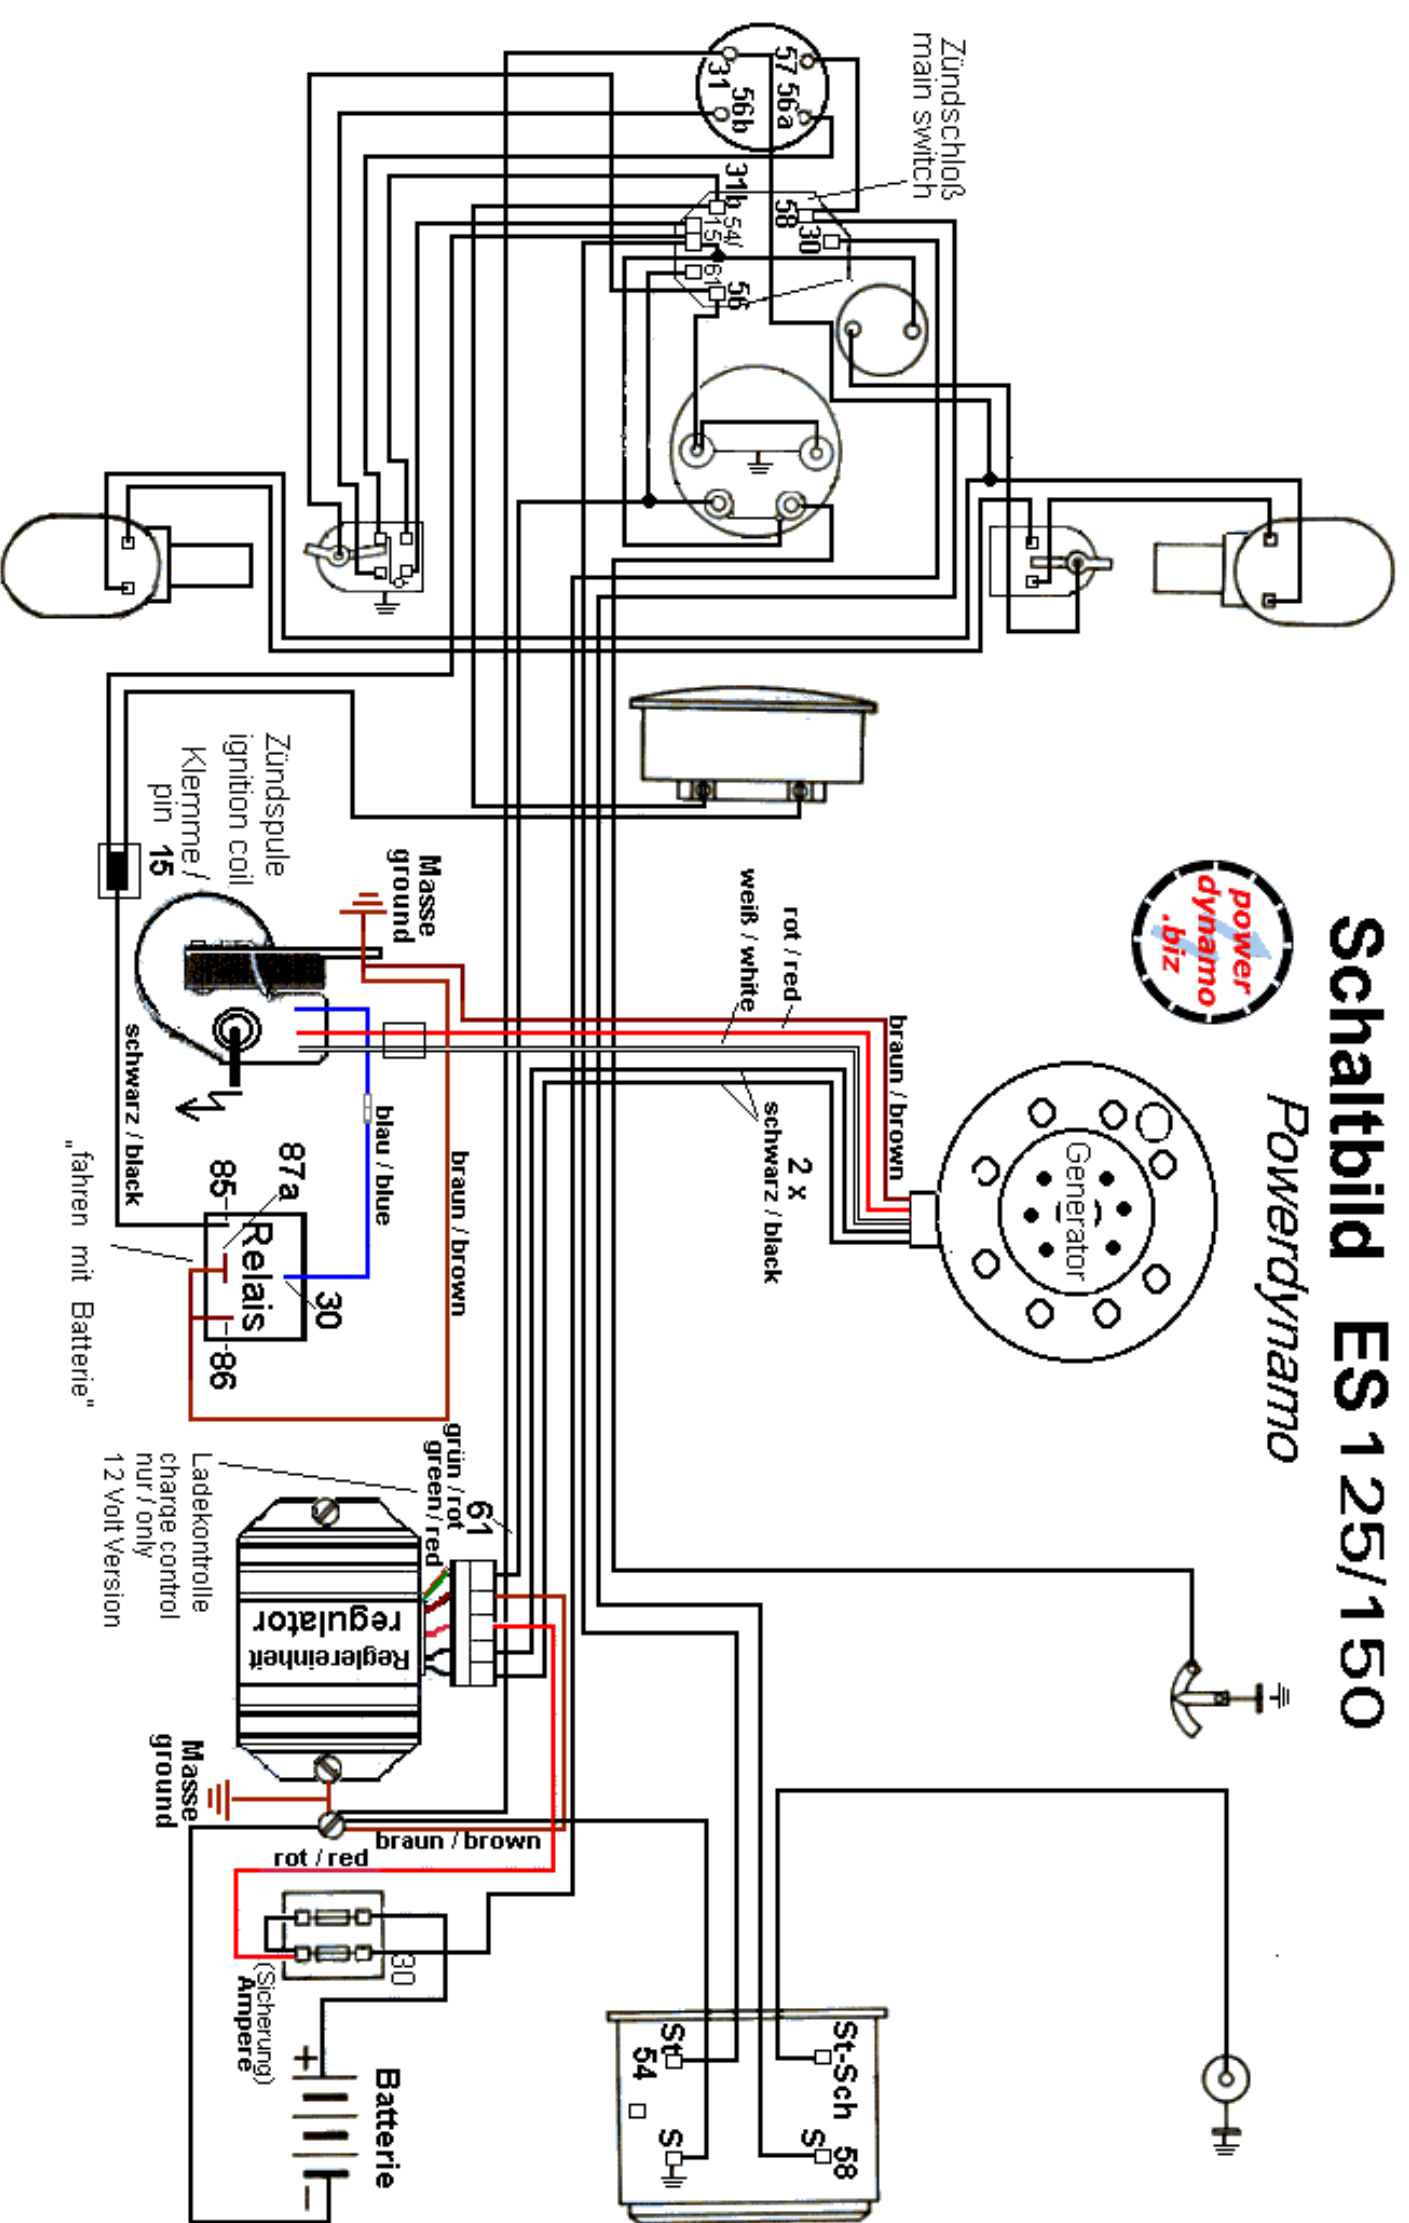 Schaltbild ES 125/150
Powerdynamo
power
dynamo
.biz
Zündschloß
main switch
57
56a
31
56b
31b
58
30
54/
15
61
56
Zündspule
ignition coil
Klemme /
pin 15
Masse
ground
rot / red
weiß / white
braun / brown
2 x
schwarz / black
Generator
schwarz / black
blau / blue
braun / brown
87a
85
Relais
30
86
„fahren mit Batterie"
grün / rot
green / red
61
Ladekontrolle
charge control
nur / only
12 Volt Version
Reglereinheit
regulator
Masse
ground
braun / brown
rot / red
30
(Sicherung)
Ampere
+
Batterie
–
St-Sch
58
S
St
54
S